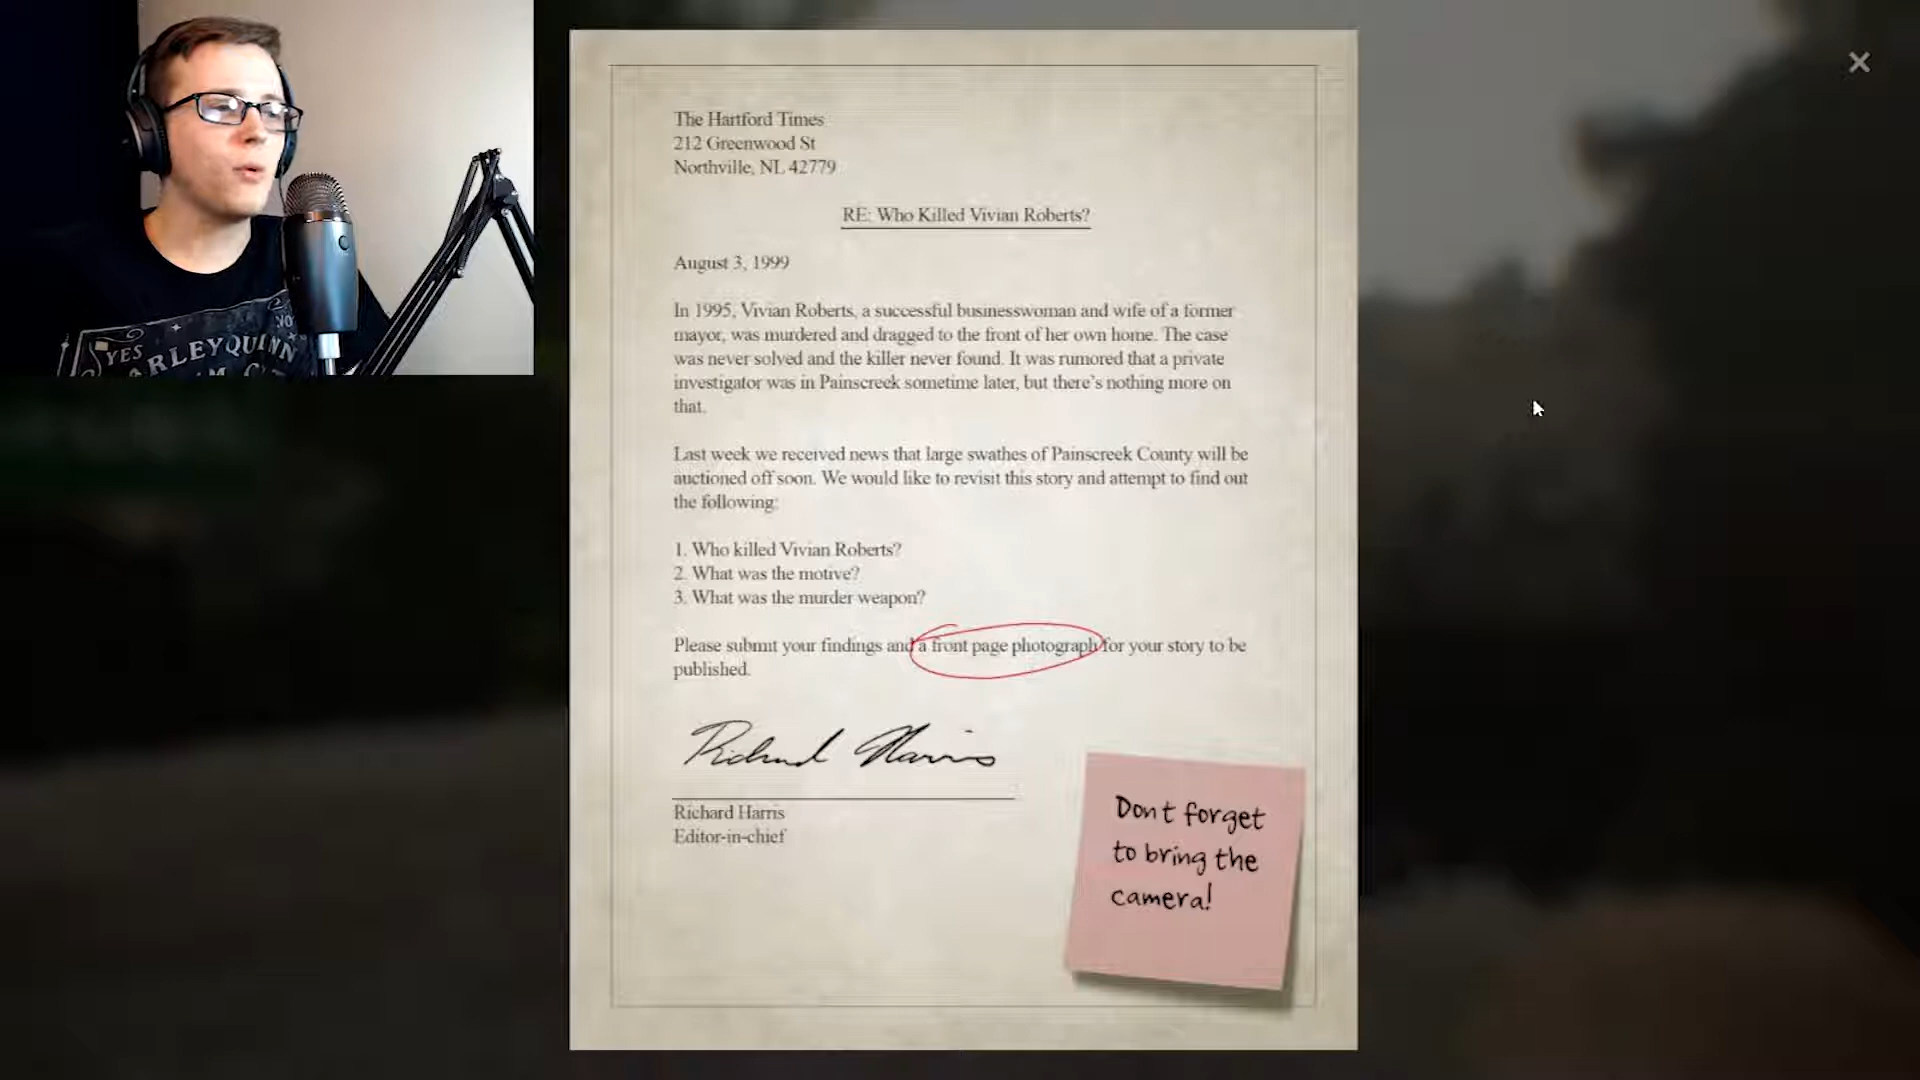 The Hartford Times
212 Greenwood St
Northville, NL 42779
RE: Who Killed Vivian Roberts?
August 3, 1999
In 1995, Vivian Roberts, a successful businesswoman and wife of a former
mayor, was murdered and dragged to the front of her own home. The case
was never solved and the killer never found. It was rumored that a private
investigator was in Painscreek sometime later, but there's nothing more on
that.
Last week we received news that large swathes of Painscreek County will be
auctioned off soon. We would like to revisit this story and attempt to find out
the following:
1. Who killed Vivian Roberts?
2. What was the motive?
3. What was the murder weapon?
Please submit your findings and a front page photograph for your story to be
published.
Richard Harris
Richard Harris
Editor-in-chief
Dont forget
to bring the
camera!
YES
HARLEY QUINN